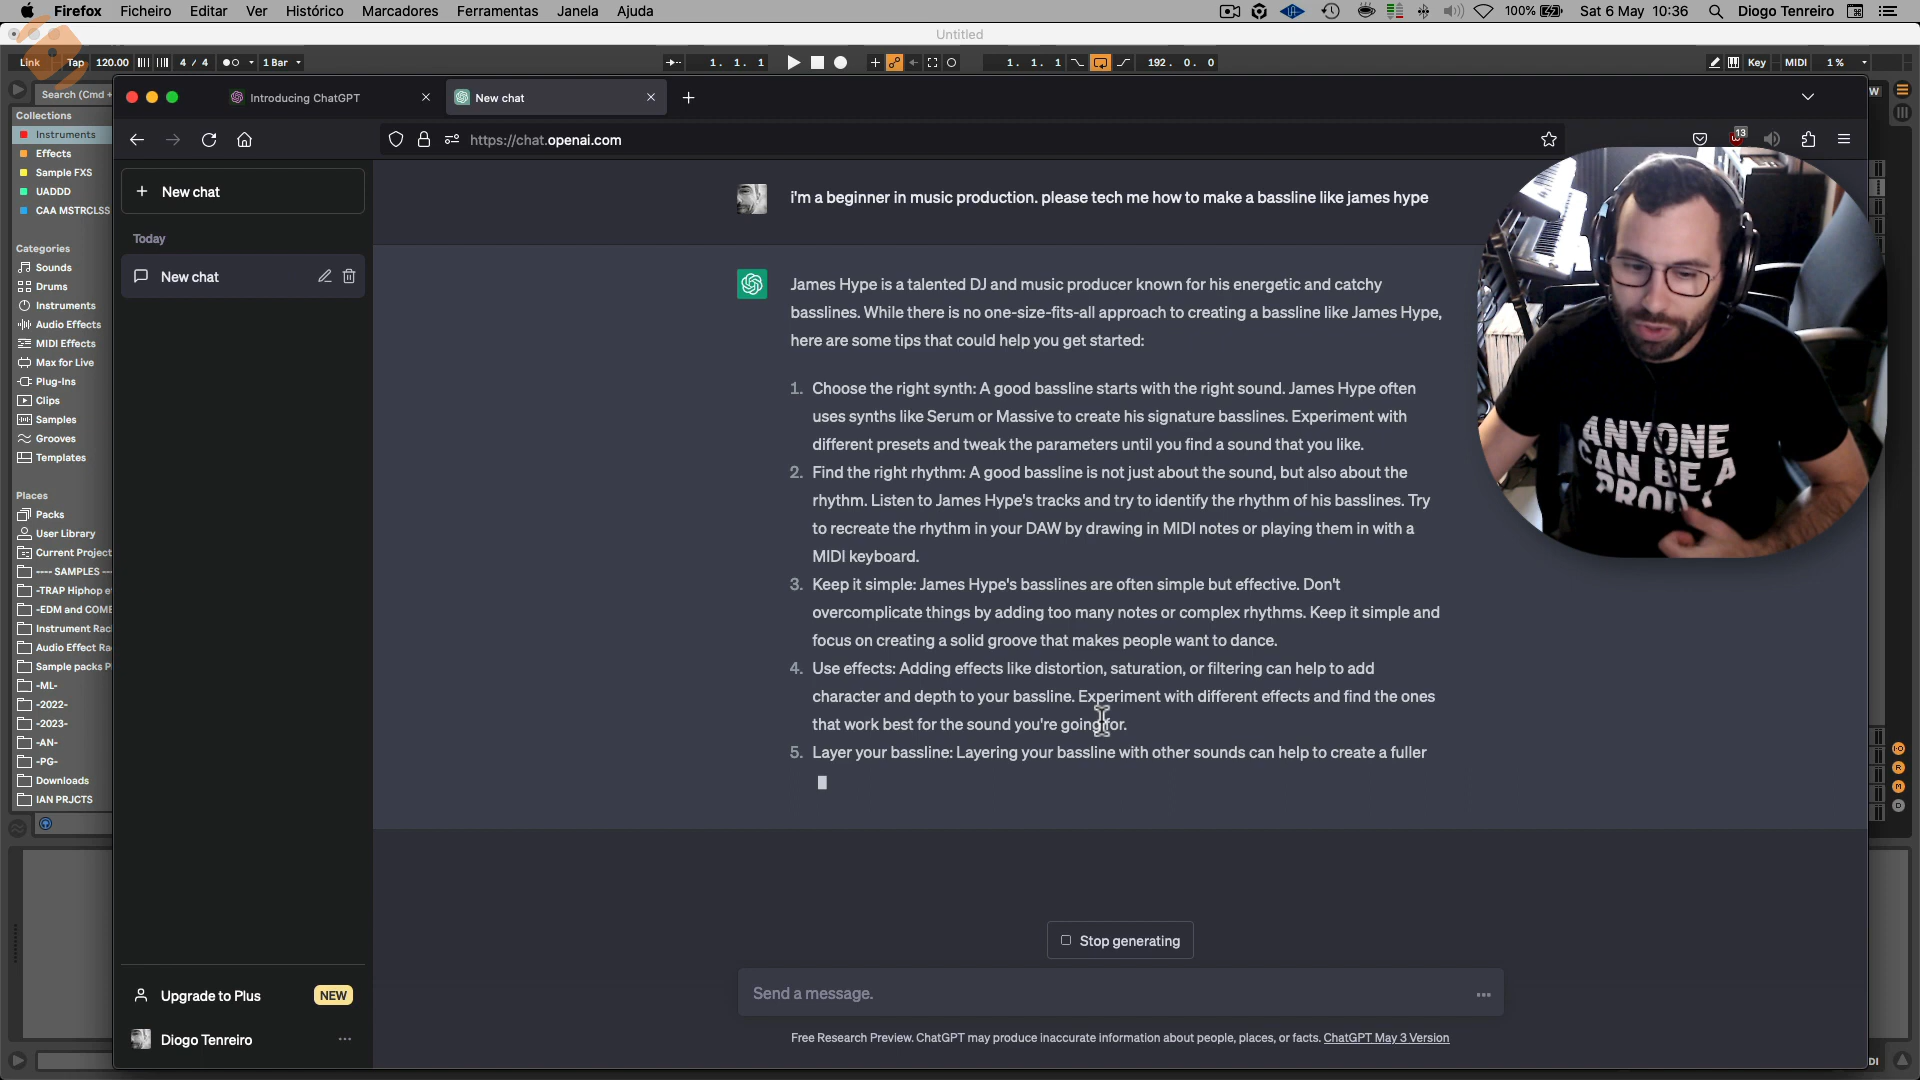 Firefox Ficheiro Editar Ver Histórico Marcadores Ferramentas Janela Ajuda
100% Sat 6 May 10:36 Diogo Tenreiro
Untitled
Link Tap 120.00 4 / 4 1 Bar 1. 1. 1 1. 1. 1 192. 0. 0 Key MIDI 1%
Search (Cmd +
Introducing ChatGPT
New chat
W
Collections
Instruments
Effects
Sample FXS
UADDD
CAA MSTRCLSS
Categories
Sounds
Drums
Instruments
Audio Effects
MIDI Effects
Max for Live
Plug-Ins
Clips
Samples
Grooves
Templates
Places
Packs
User Library
Current Project
---- SAMPLES --
-TRAP Hiphop e
-EDM and COME
Instrument Rac
Audio Effect Ra
Sample packs P
-ML-
-2022-
-2023-
-AN-
-PG-
Downloads
IAN PRJCTS
https://chat.openai.com
13
New chat
Today
New chat
i'm a beginner in music production. please tech me how to make a bassline like james hype
James Hype is a talented DJ and music producer known for his energetic and catchy
basslines. While there is no one-size-fits-all approach to creating a bassline like James Hype,
here are some tips that could help you get started:
1. Choose the right synth: A good bassline starts with the right sound. James Hype often
uses synths like Serum or Massive to create his signature basslines. Experiment with
different presets and tweak the parameters until you find a sound that you like.
2. Find the right rhythm: A good bassline is not just about the sound, but also about the
rhythm. Listen to James Hype's tracks and try to identify the rhythm of his basslines. Try
to recreate the rhythm in your DAW by drawing in MIDI notes or playing them in with a
MIDI keyboard.
3. Keep it simple: James Hype's basslines are often simple but effective. Don't
overcomplicate things by adding too many notes or complex rhythms. Keep it simple and
focus on creating a solid groove that makes people want to dance.
4. Use effects: Adding effects like distortion, saturation, or filtering can help to add
character and depth to your bassline. Experiment with different effects and find the ones
that work best for the sound you're going for.
5. Layer your bassline: Layering your bassline with other sounds can help to create a fuller
ANYONE
CAN BE A
Stop generating
Send a message.
Free Research Preview. ChatGPT may produce inaccurate information about people, places, or facts. ChatGPT May 3 Version
Upgrade to Plus NEW
Diogo Tenreiro
I·O
R
M
D
DI